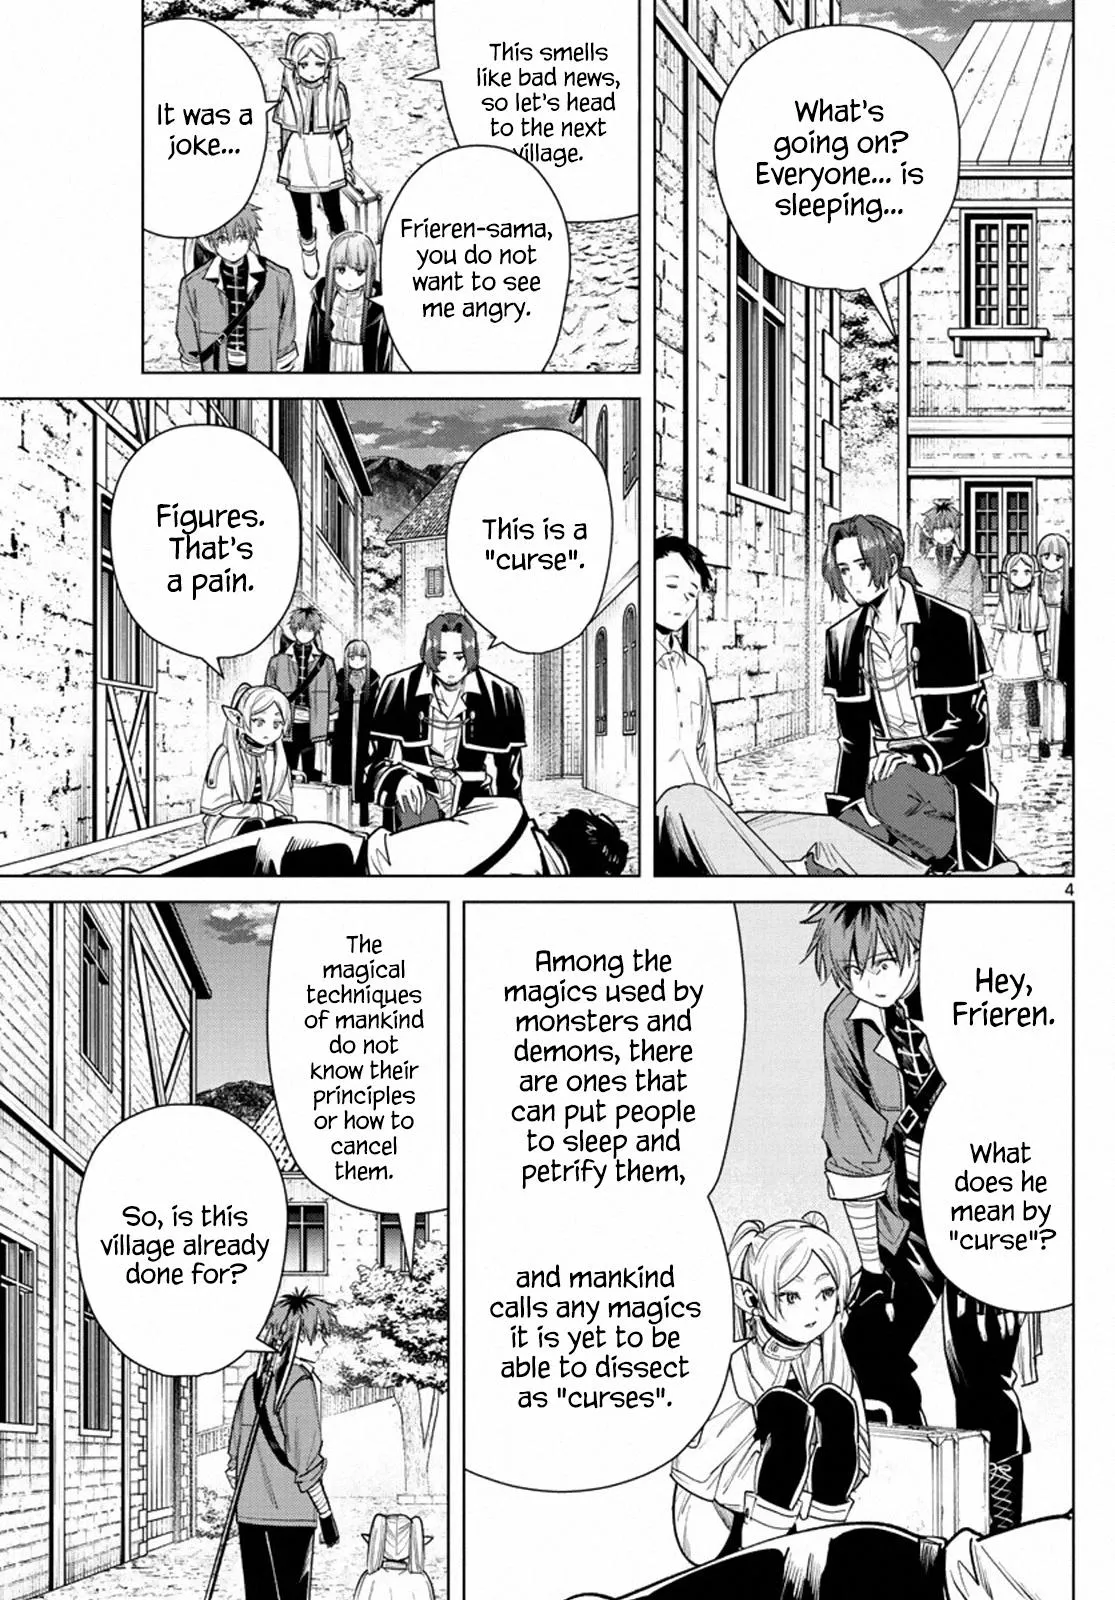 What's
going on?
Everyone... is
sleeping...
This smells
like bad news,
so let's head
to the next
village.
Frieren-sama,
you do not
want to see
me angry.
It was a
joke...
This is a
"curse".
Figures.
That's
a pain.
4
Hey,
Frieren.
What
does he
mean by
"curse"?
Among the
magics used by
monsters and
demons, there
are ones that
can put people
to sleep and
petrify them,
and mankind
calls any magics
it is yet to be
able to dissect
as "curses".
The
magical
techniques
of mankind
do not
know their
principles
or how to
cancel
them.
So, is this
village already
done for?